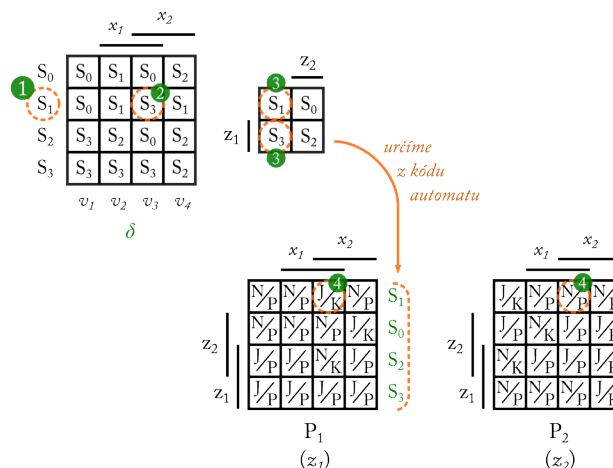 x₁ x₂
1 S₀ S₀ S₁ S₀ S₂
S₁ S₀ S₁ S₃ 2 S₁
S₂ S₃ S₂ S₀ S₂
S₃ S₃ S₃ S₃ S₂
v₁ v₂ v₃ v₄
δ
z₂
3
S₁ S₀
z₁ S₃ S₂
3
určíme
z kódu
automatu
x₁ x₂
4
N/P N/P J/K N/P S₁
N/P N/P N/P J/K S₀
z₂ J/P J/P N/K J/P S₂
z₁ J/P J/P J/P J/P S₃
P₁
(z₁)
x₁ x₂
4
J/K N/P N/P N/P
J/P N/K J/P J/P
z₂ N/K J/P J/P N/P
z₁ N/P N/P N/P J/P
P₂
(z₂)